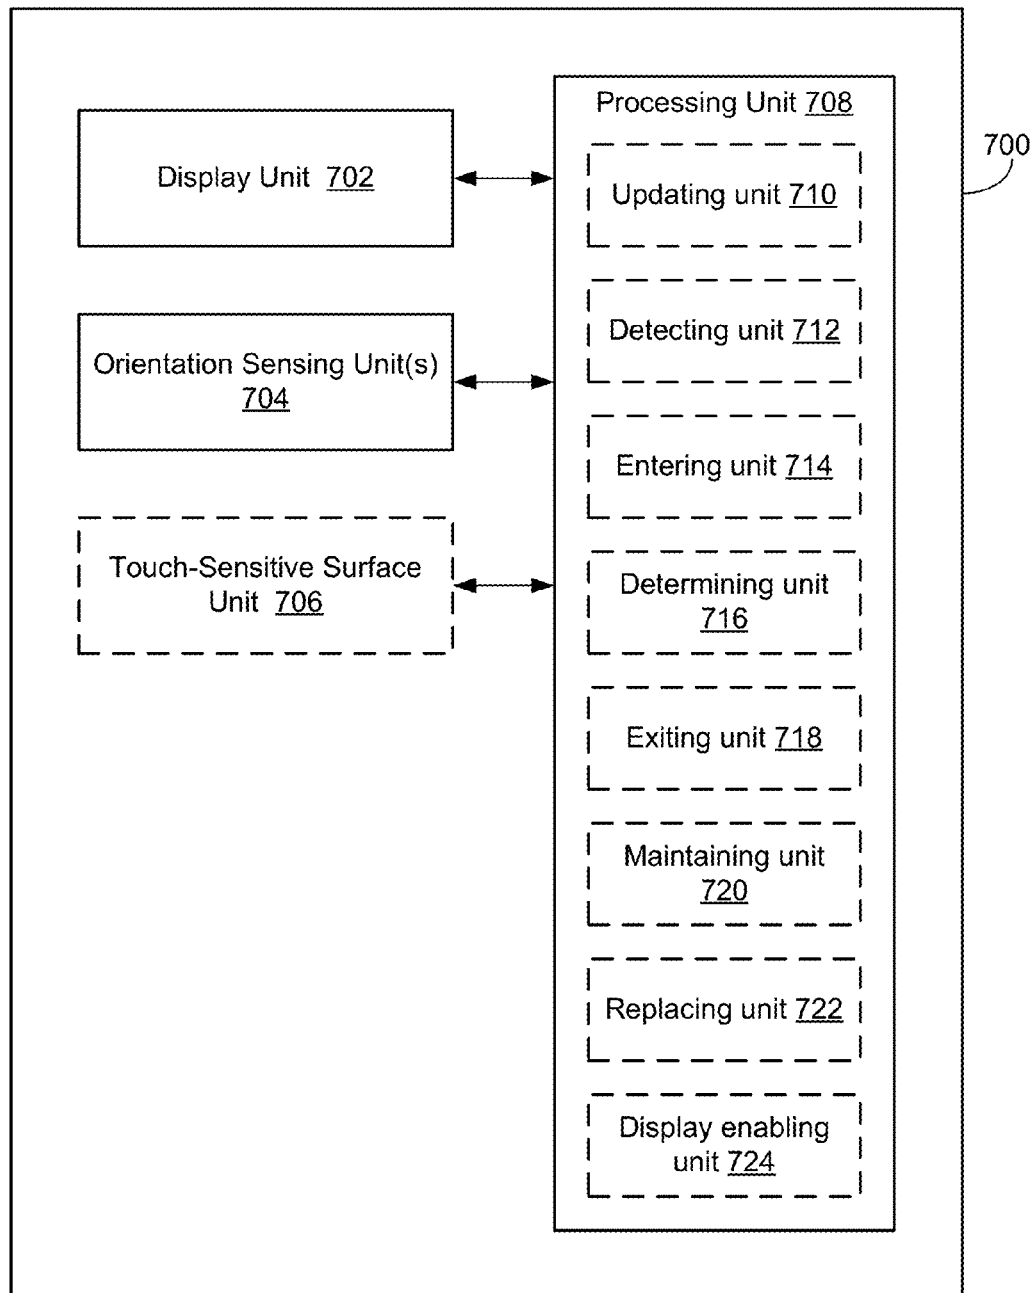 Display Unit 702
Orientation Sensing Unit(s)
704
Touch-Sensitive Surface
Unit 706
Processing Unit 708
Updating unit 710
Detecting unit 712
Entering unit 714
Determining unit
716
Exiting unit 718
Maintaining unit
720
Replacing unit 722
Display enabling
unit 724
700